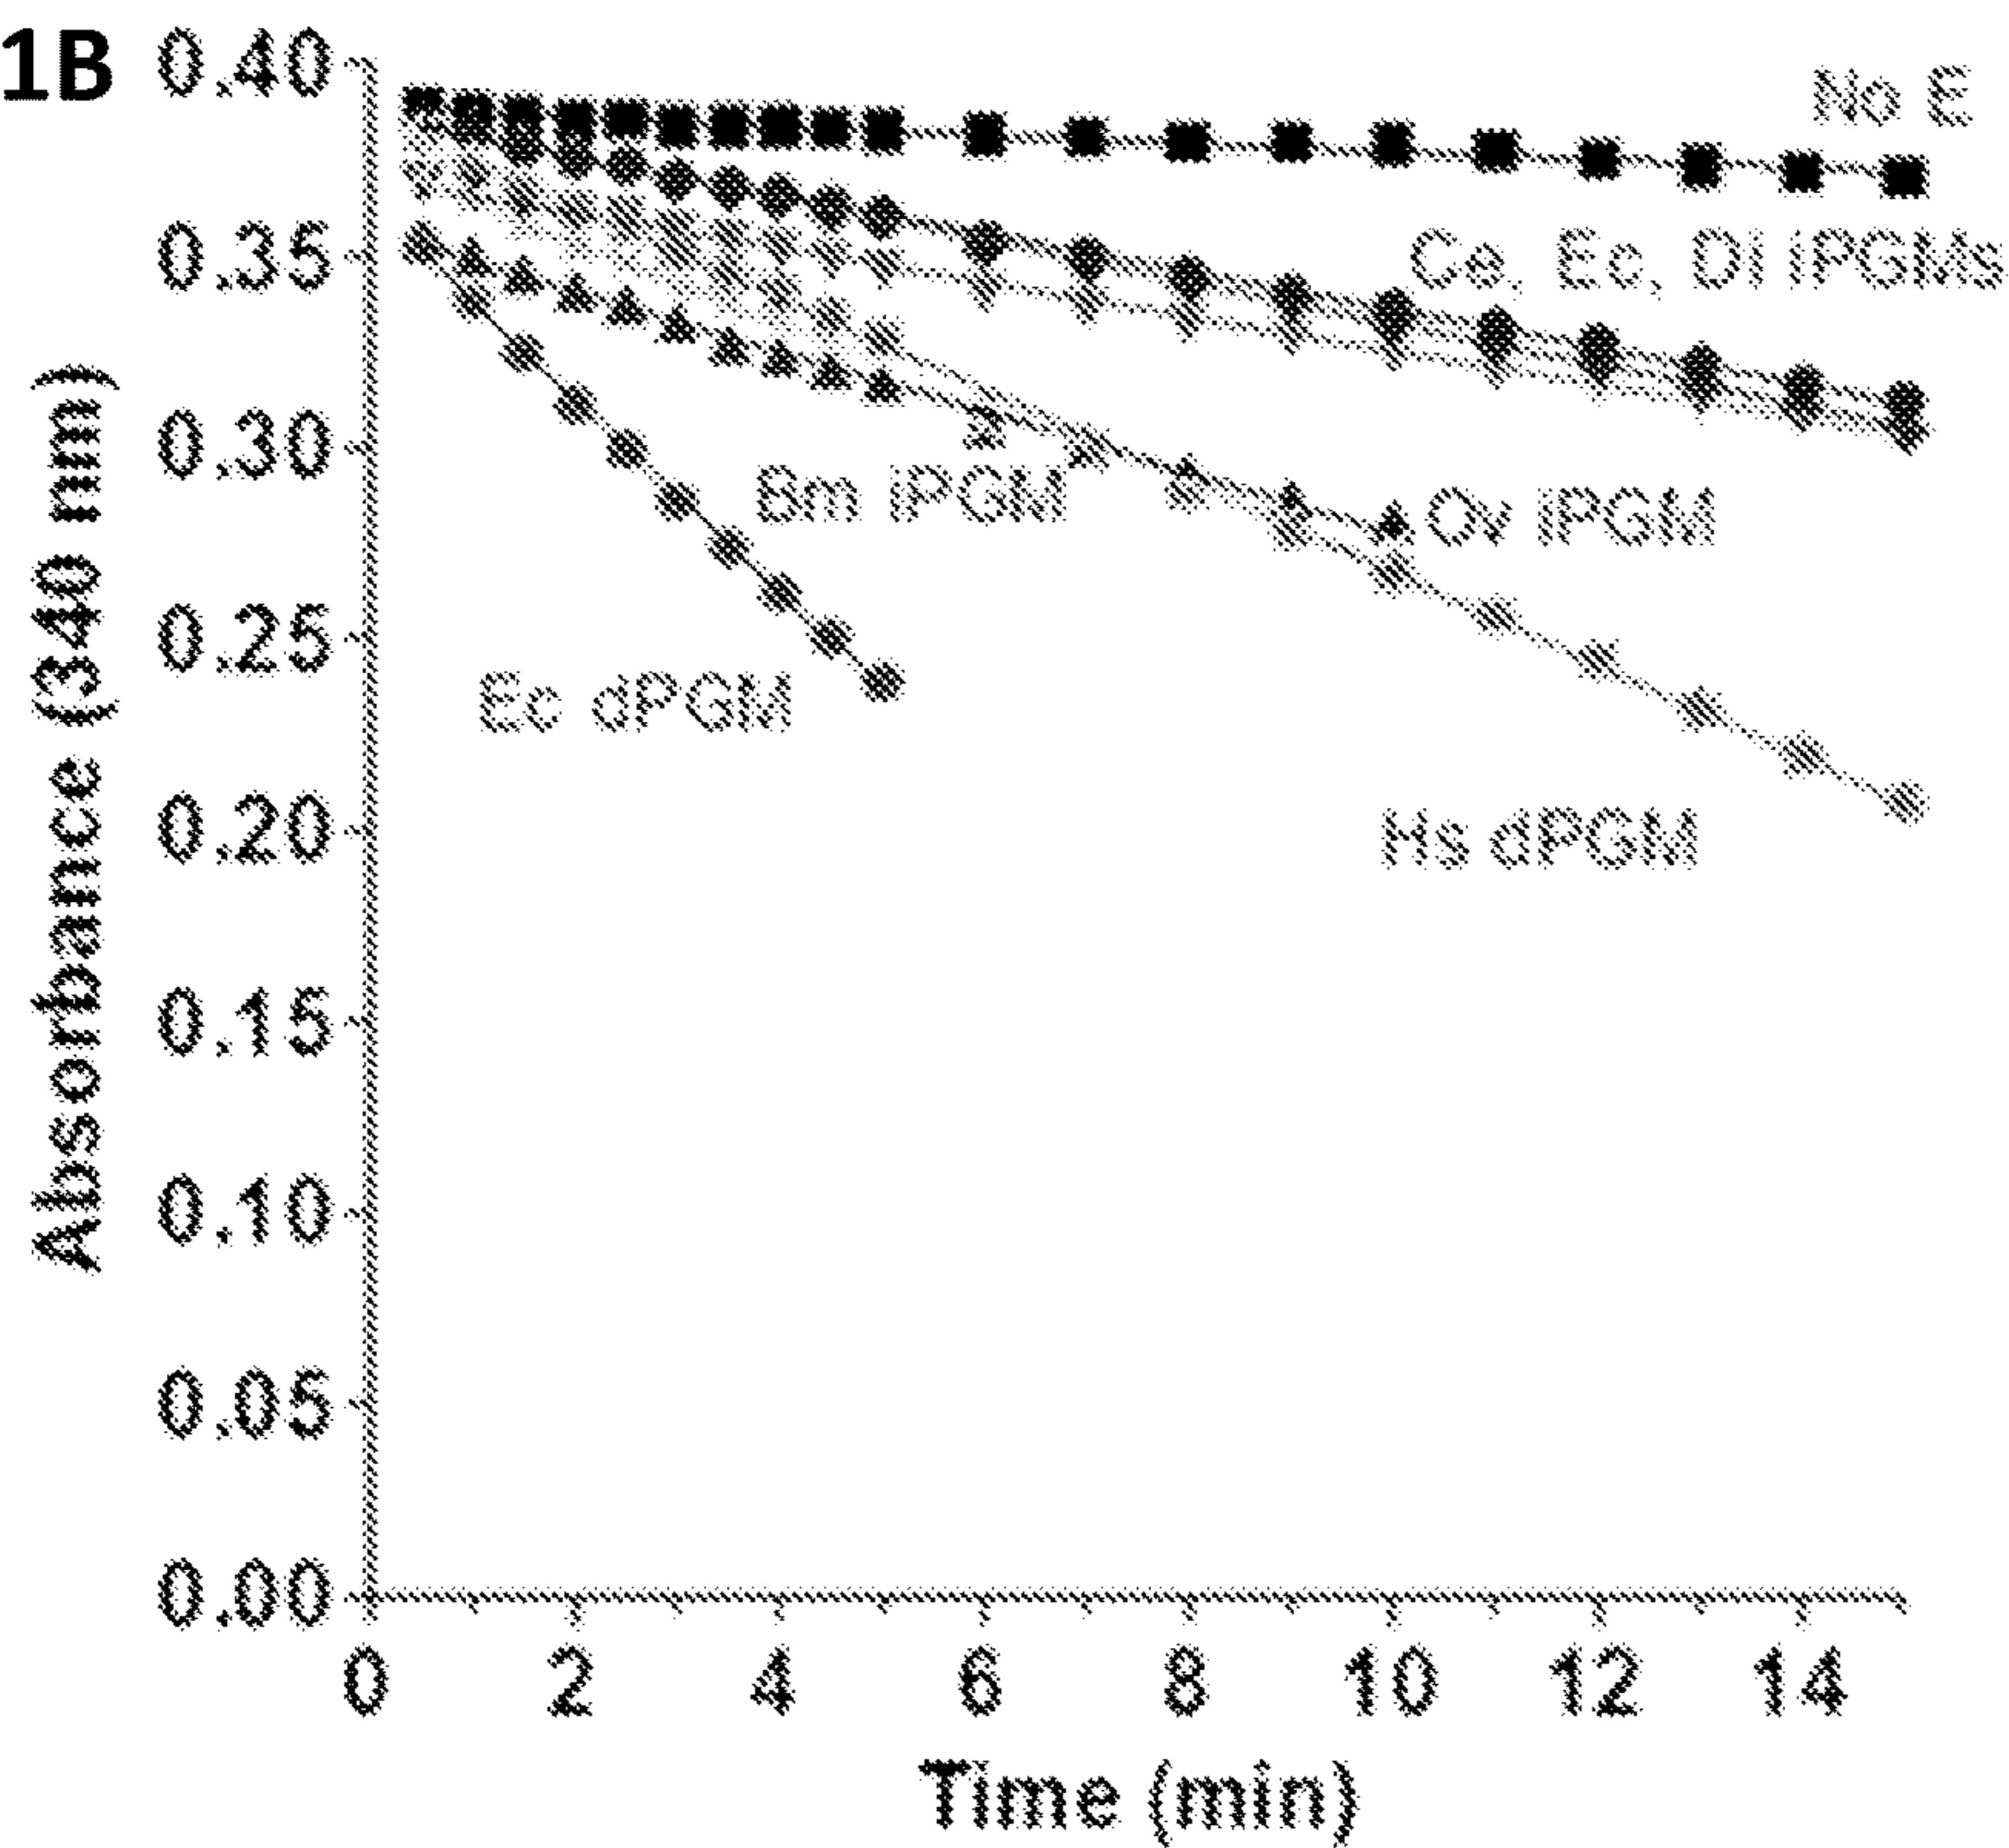 1B
0.40
0.35
0.30
0.25
0.20
0.15
0.10
0.05
0.00
Absorbance (340 nm)
No E
Ce, Ec, Di iPGMs
Bm iPGM
Ov iPGM
Ec dPGM
Hs dPGM
0 2 4 6 8 10 12 14
Time (min)